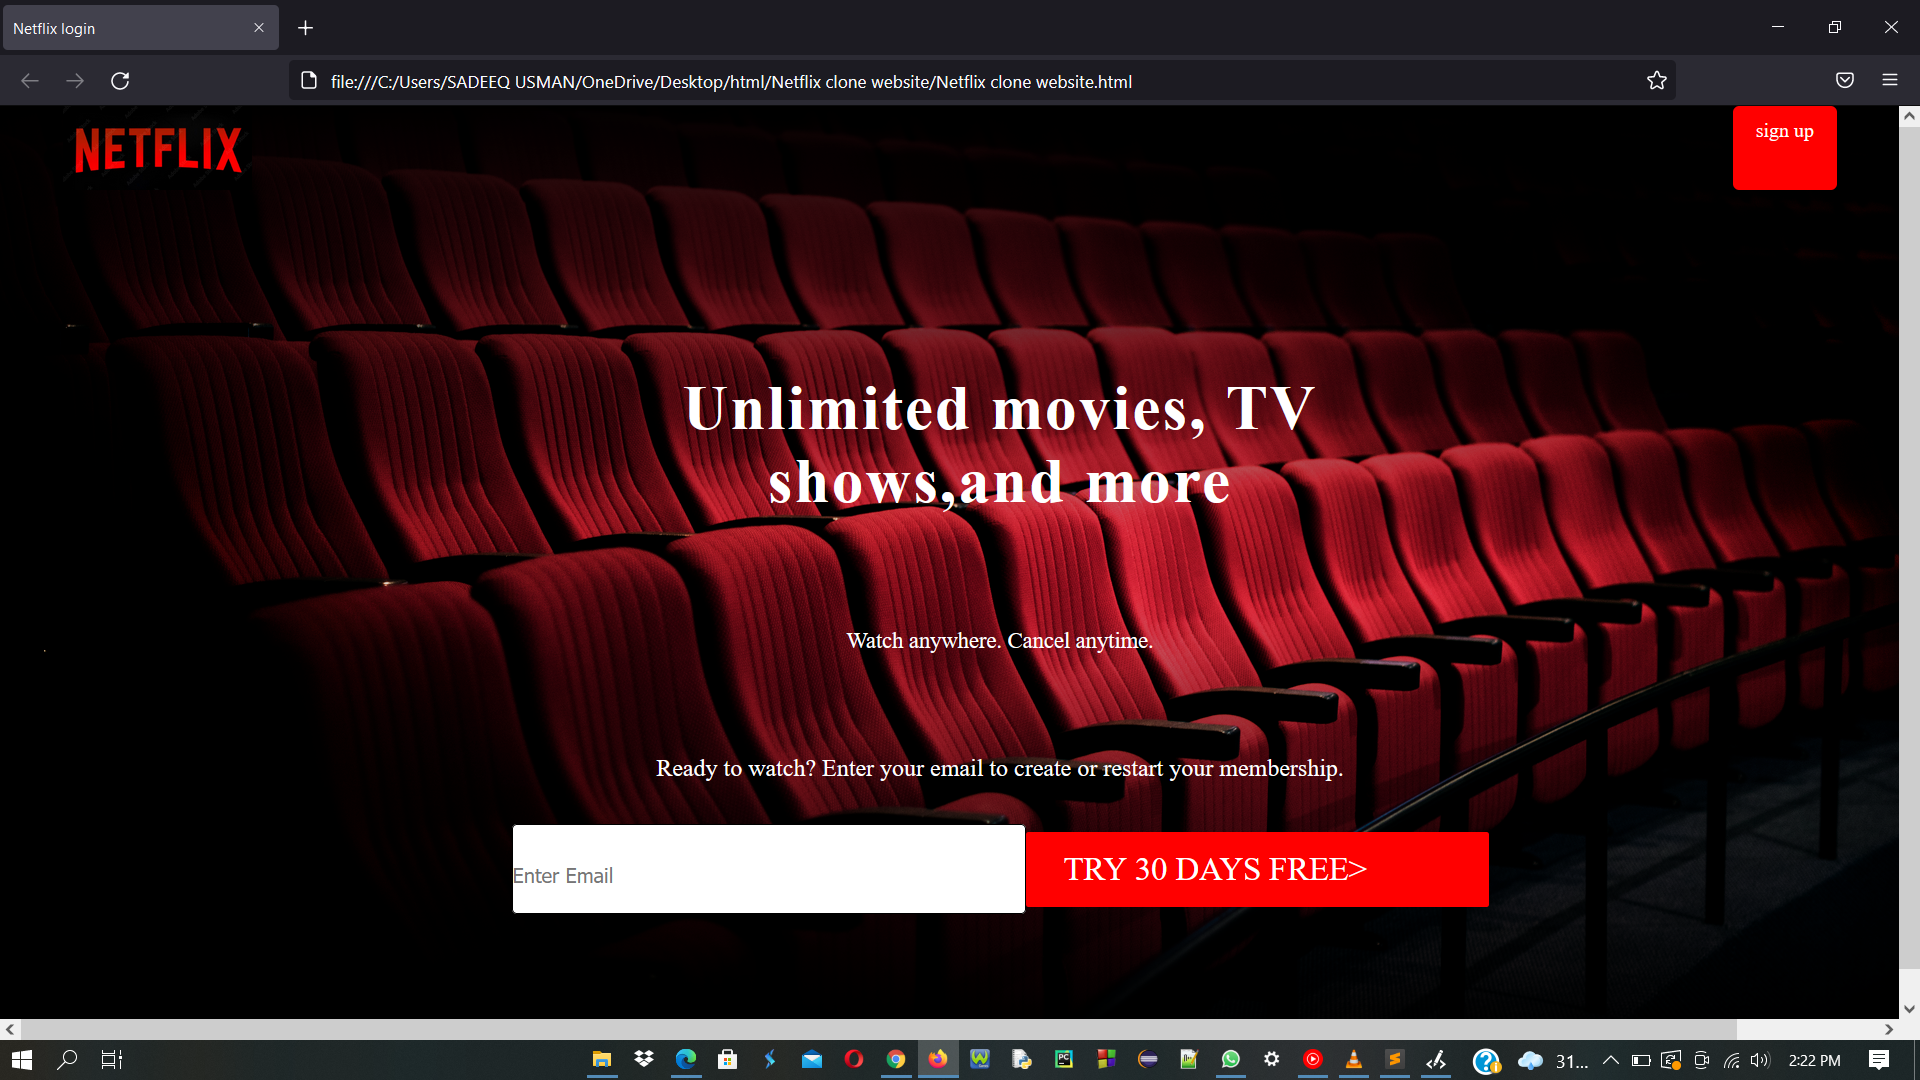 Netflix login
file:///C:/Users/SADEEQ USMAN/OneDrive/Desktop/html/Netflix clone website/Netflix clone website.html
NETFLIX
sign up
Unlimited movies, TV
shows,and more
Watch anywhere. Cancel anytime.
Ready to watch? Enter your email to create or restart your membership.
Enter Email
TRY 30 DAYS FREE>
31...
2:22 PM